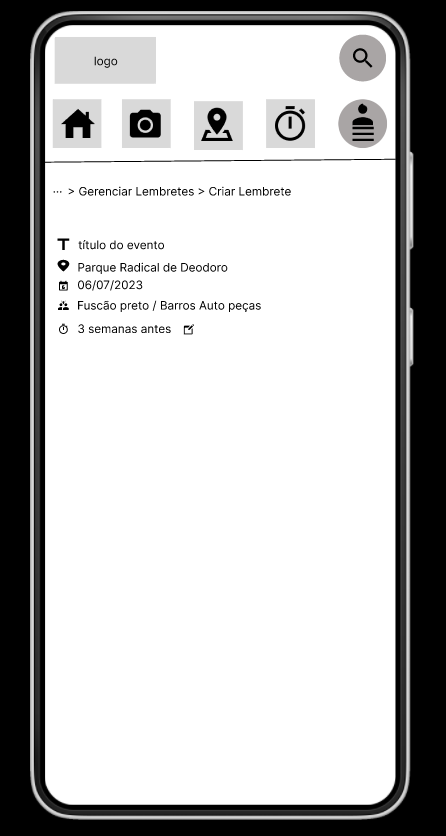 logo
... > Gerenciar Lembretes > Criar Lembrete
título do evento
Parque Radical de Deodoro
06/07/2023
Fuscão preto / Barros Auto peças
3 semanas antes